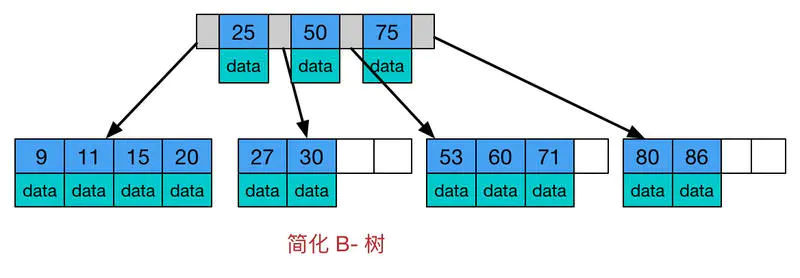 25 50 75
data data data
9 11 15 20 27 30 53 60 71 80 86
data data data data data data data data data data data
简化 B- 树